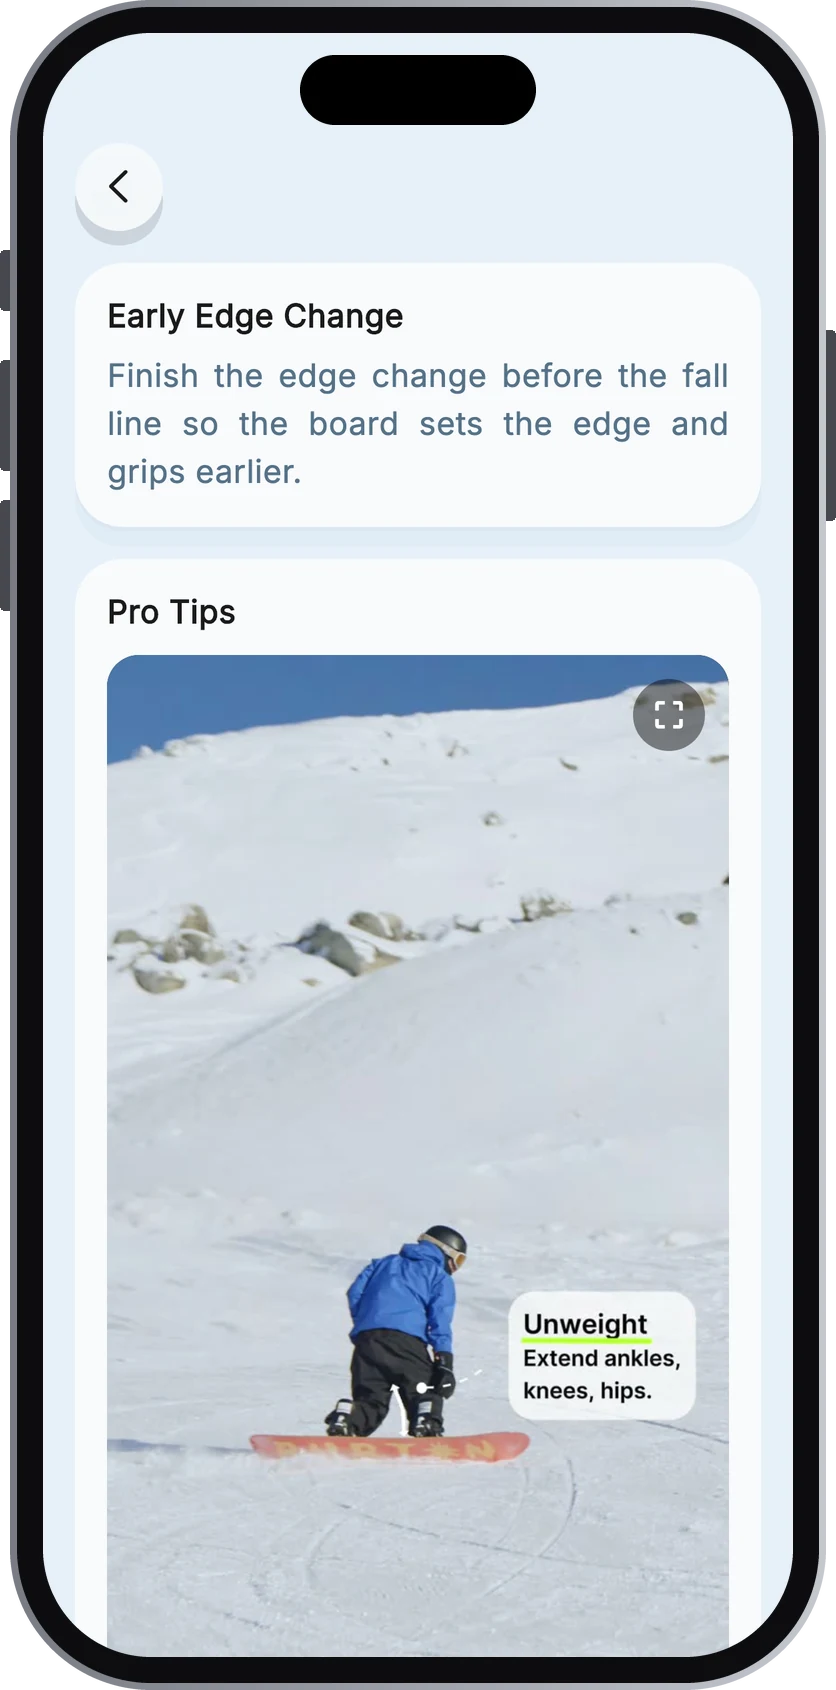 Early Edge Change
Finish the edge change before the fall
line so the board sets the edge and
grips earlier.
Pro Tips
Unweight
Extend ankles,
knees, hips.
BURTON